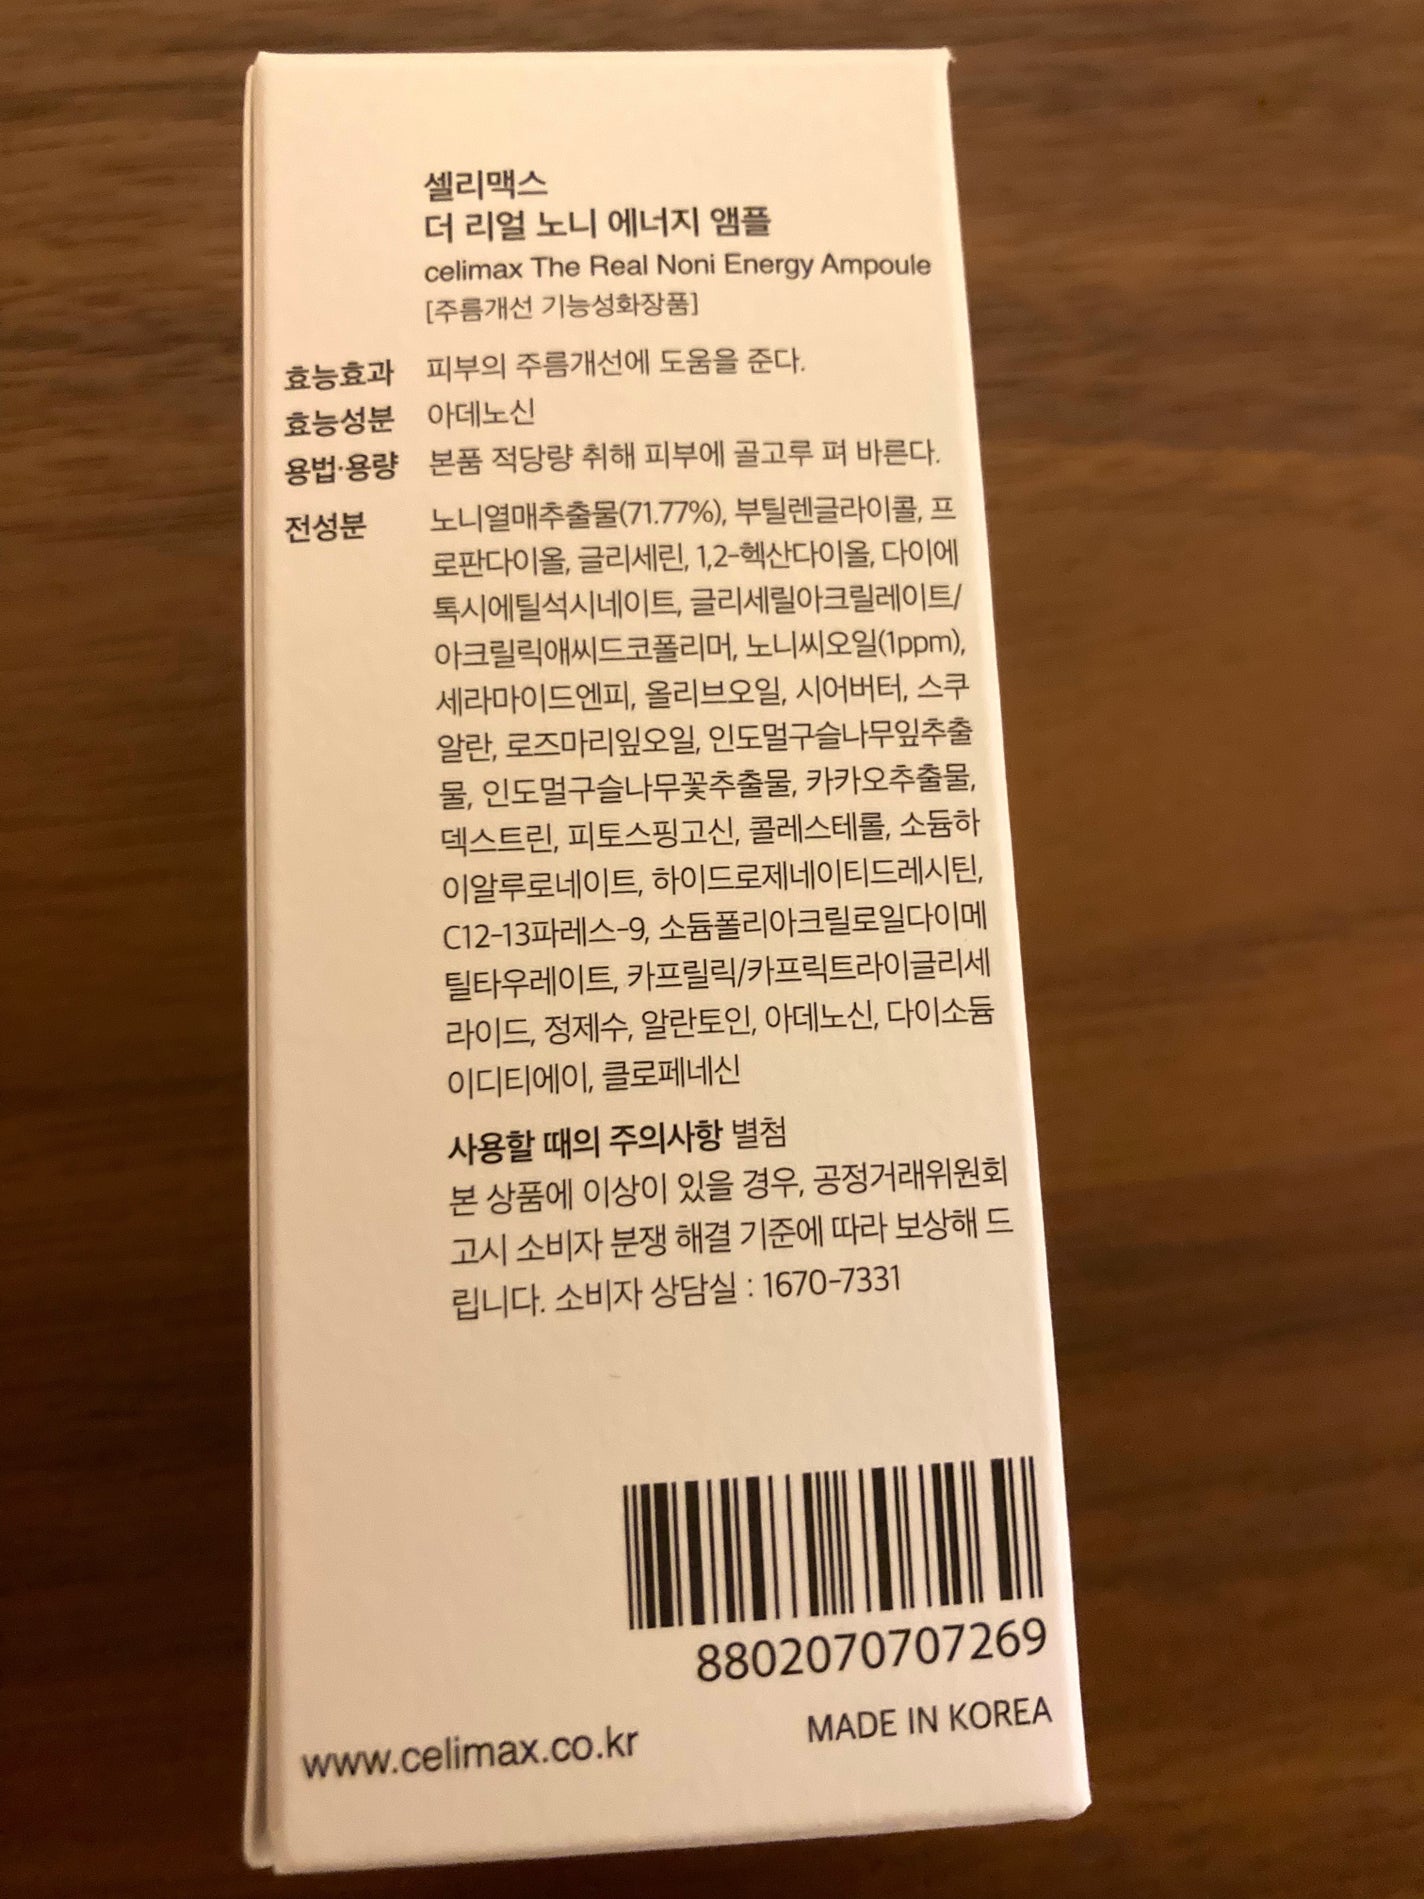 셀리맥스
더 리얼 노니 에너지 앰플
celimax The Real Noni Energy Ampoule
[주름개선 기능성화장품]
효능효과 피부의 주름개선에 도움을 준다.
효능성분 아데노신
용법·용량 본품 적당량 취해 피부에 골고루 펴 바른다.
전성분 노니열매추출물(71.77%), 부틸렌글라이콜, 프
로판다이올, 글리세린, 1,2-헥산다이올, 다이에
톡시에틸석시네이트, 글리세릴아크릴레이트/
아크릴릭애씨드코폴리머, 노니씨오일(1ppm),
세라마이드엔피, 올리브오일, 시어버터, 스쿠
알란, 로즈마리잎오일, 인도멀구슬나무잎추출
물, 인도멀구슬나무꽃추출물, 카카오추출물,
덱스트린, 피토스핑고신, 콜레스테롤, 소듐하
이알루로네이트, 하이드로제네이티드레시틴,
C12-13파레스-9, 소듐폴리아크릴로일다이메
틸타우레이트, 카프릴릭/카프릭트라이글리세
라이드, 정제수, 알란토인, 아데노신, 다이소듐
이디티에이, 클로페네신
사용할 때의 주의사항 별첨
본 상품에 이상이 있을 경우, 공정거래위원회
고시 소비자 분쟁 해결 기준에 따라 보상해 드
립니다. 소비자 상담실 : 1670-7331
8802070707269
www.celimax.co.kr MADE IN KOREA